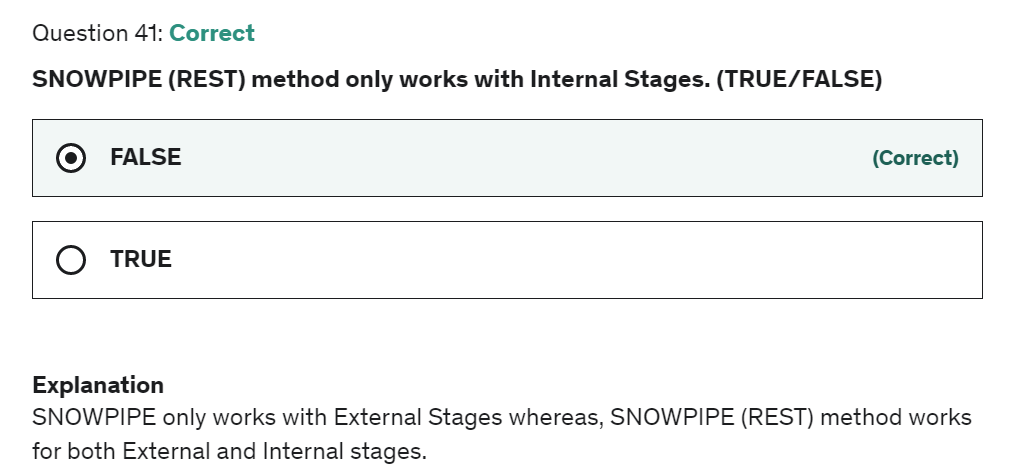 Question 41: Correct
SNOWPIPE (REST) method only works with Internal Stages. (TRUE/FALSE)
FALSE (Correct)
TRUE
Explanation
SNOWPIPE only works with External Stages whereas, SNOWPIPE (REST) method works
for both External and Internal stages.